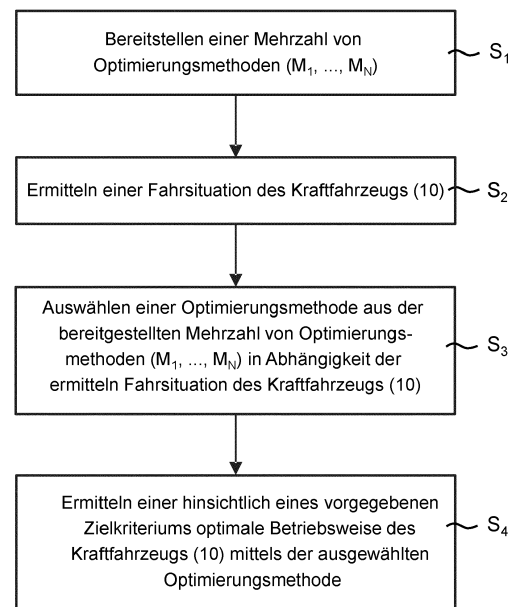 Bereitstellen einer Mehrzahl von
Optimierungsmethoden (M₁, ..., M_N)
S₁
Ermitteln einer Fahrsituation des Kraftfahrzeugs (10)
S₂
Auswählen einer Optimierungsmethode aus der
bereitgestellten Mehrzahl von Optimierungs-
methoden (M₁, ..., M_N) in Abhängigkeit der
ermitteln Fahrsituation des Kraftfahrzeugs (10)
S₃
Ermitteln einer hinsichtlich eines vorgegebenen
Zielkriteriums optimale Betriebsweise des
Kraftfahrzeugs (10) mittels der ausgewählten
Optimierungsmethode
S₄